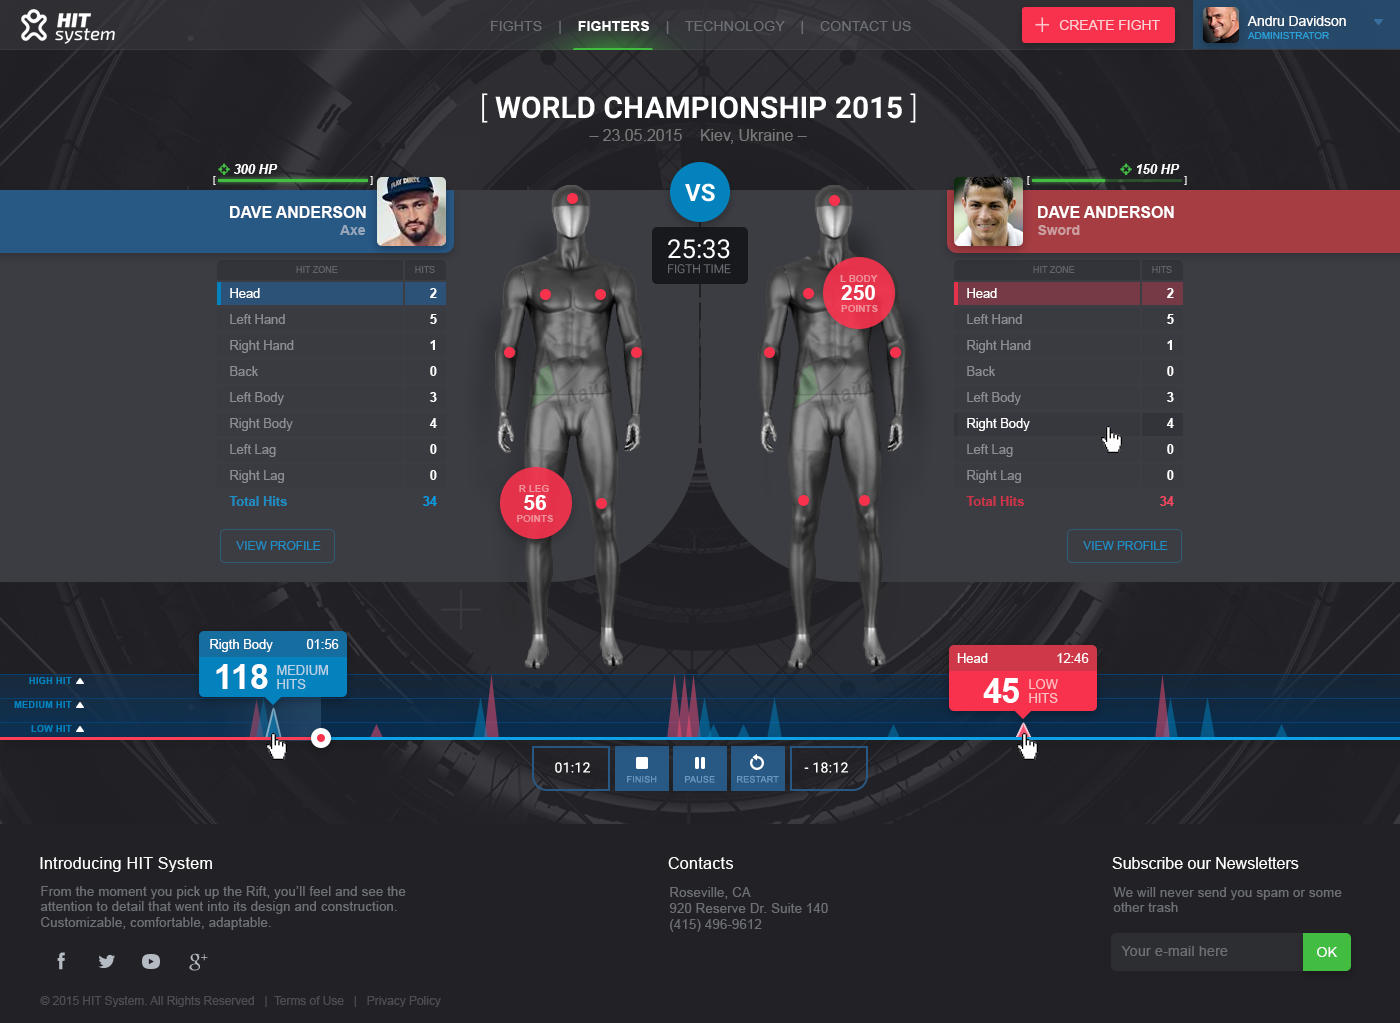 HIT
system
FIGHTS | FIGHTERS | TECHNOLOGY | CONTACT US
+ CREATE FIGHT
Andru Davidson
ADMINISTRATOR
[ WORLD CHAMPIONSHIP 2015 ]
– 23.05.2015 Kiev, Ukraine –
300 HP
DAVE ANDERSON
Axe
VS
25:33
FIGTH TIME
150 HP
DAVE ANDERSON
Sword
HIT ZONE HITS
Head 2
Left Hand 5
Right Hand 1
Back 0
Left Body 3
Right Body 4
Left Lag 0
Right Lag 0
Total Hits 34
VIEW PROFILE
R LEG
56
POINTS
L BODY
250
POINTS
HIT ZONE HITS
Head 2
Left Hand 5
Right Hand 1
Back 0
Left Body 3
Right Body 4
Left Lag 0
Right Lag 0
Total Hits 34
VIEW PROFILE
Rigth Body 01:56
118 MEDIUM
HITS
Head 12:46
45 LOW
HITS
HIGH HIT
MEDIUM HIT
LOW HIT
01:12
FINISH
PAUSE
RESTART
- 18:12
Introducing HIT System
From the moment you pick up the Rift, you'll feel and see the
attention to detail that went into its design and construction.
Customizable, comfortable, adaptable.
© 2015 HIT System. All Rights Reserved | Terms of Use | Privacy Policy
Contacts
Roseville, CA
920 Reserve Dr. Suite 140
(415) 496-9612
Subscribe our Newsletters
We will never send you spam or some
other trash
Your e-mail here
OK